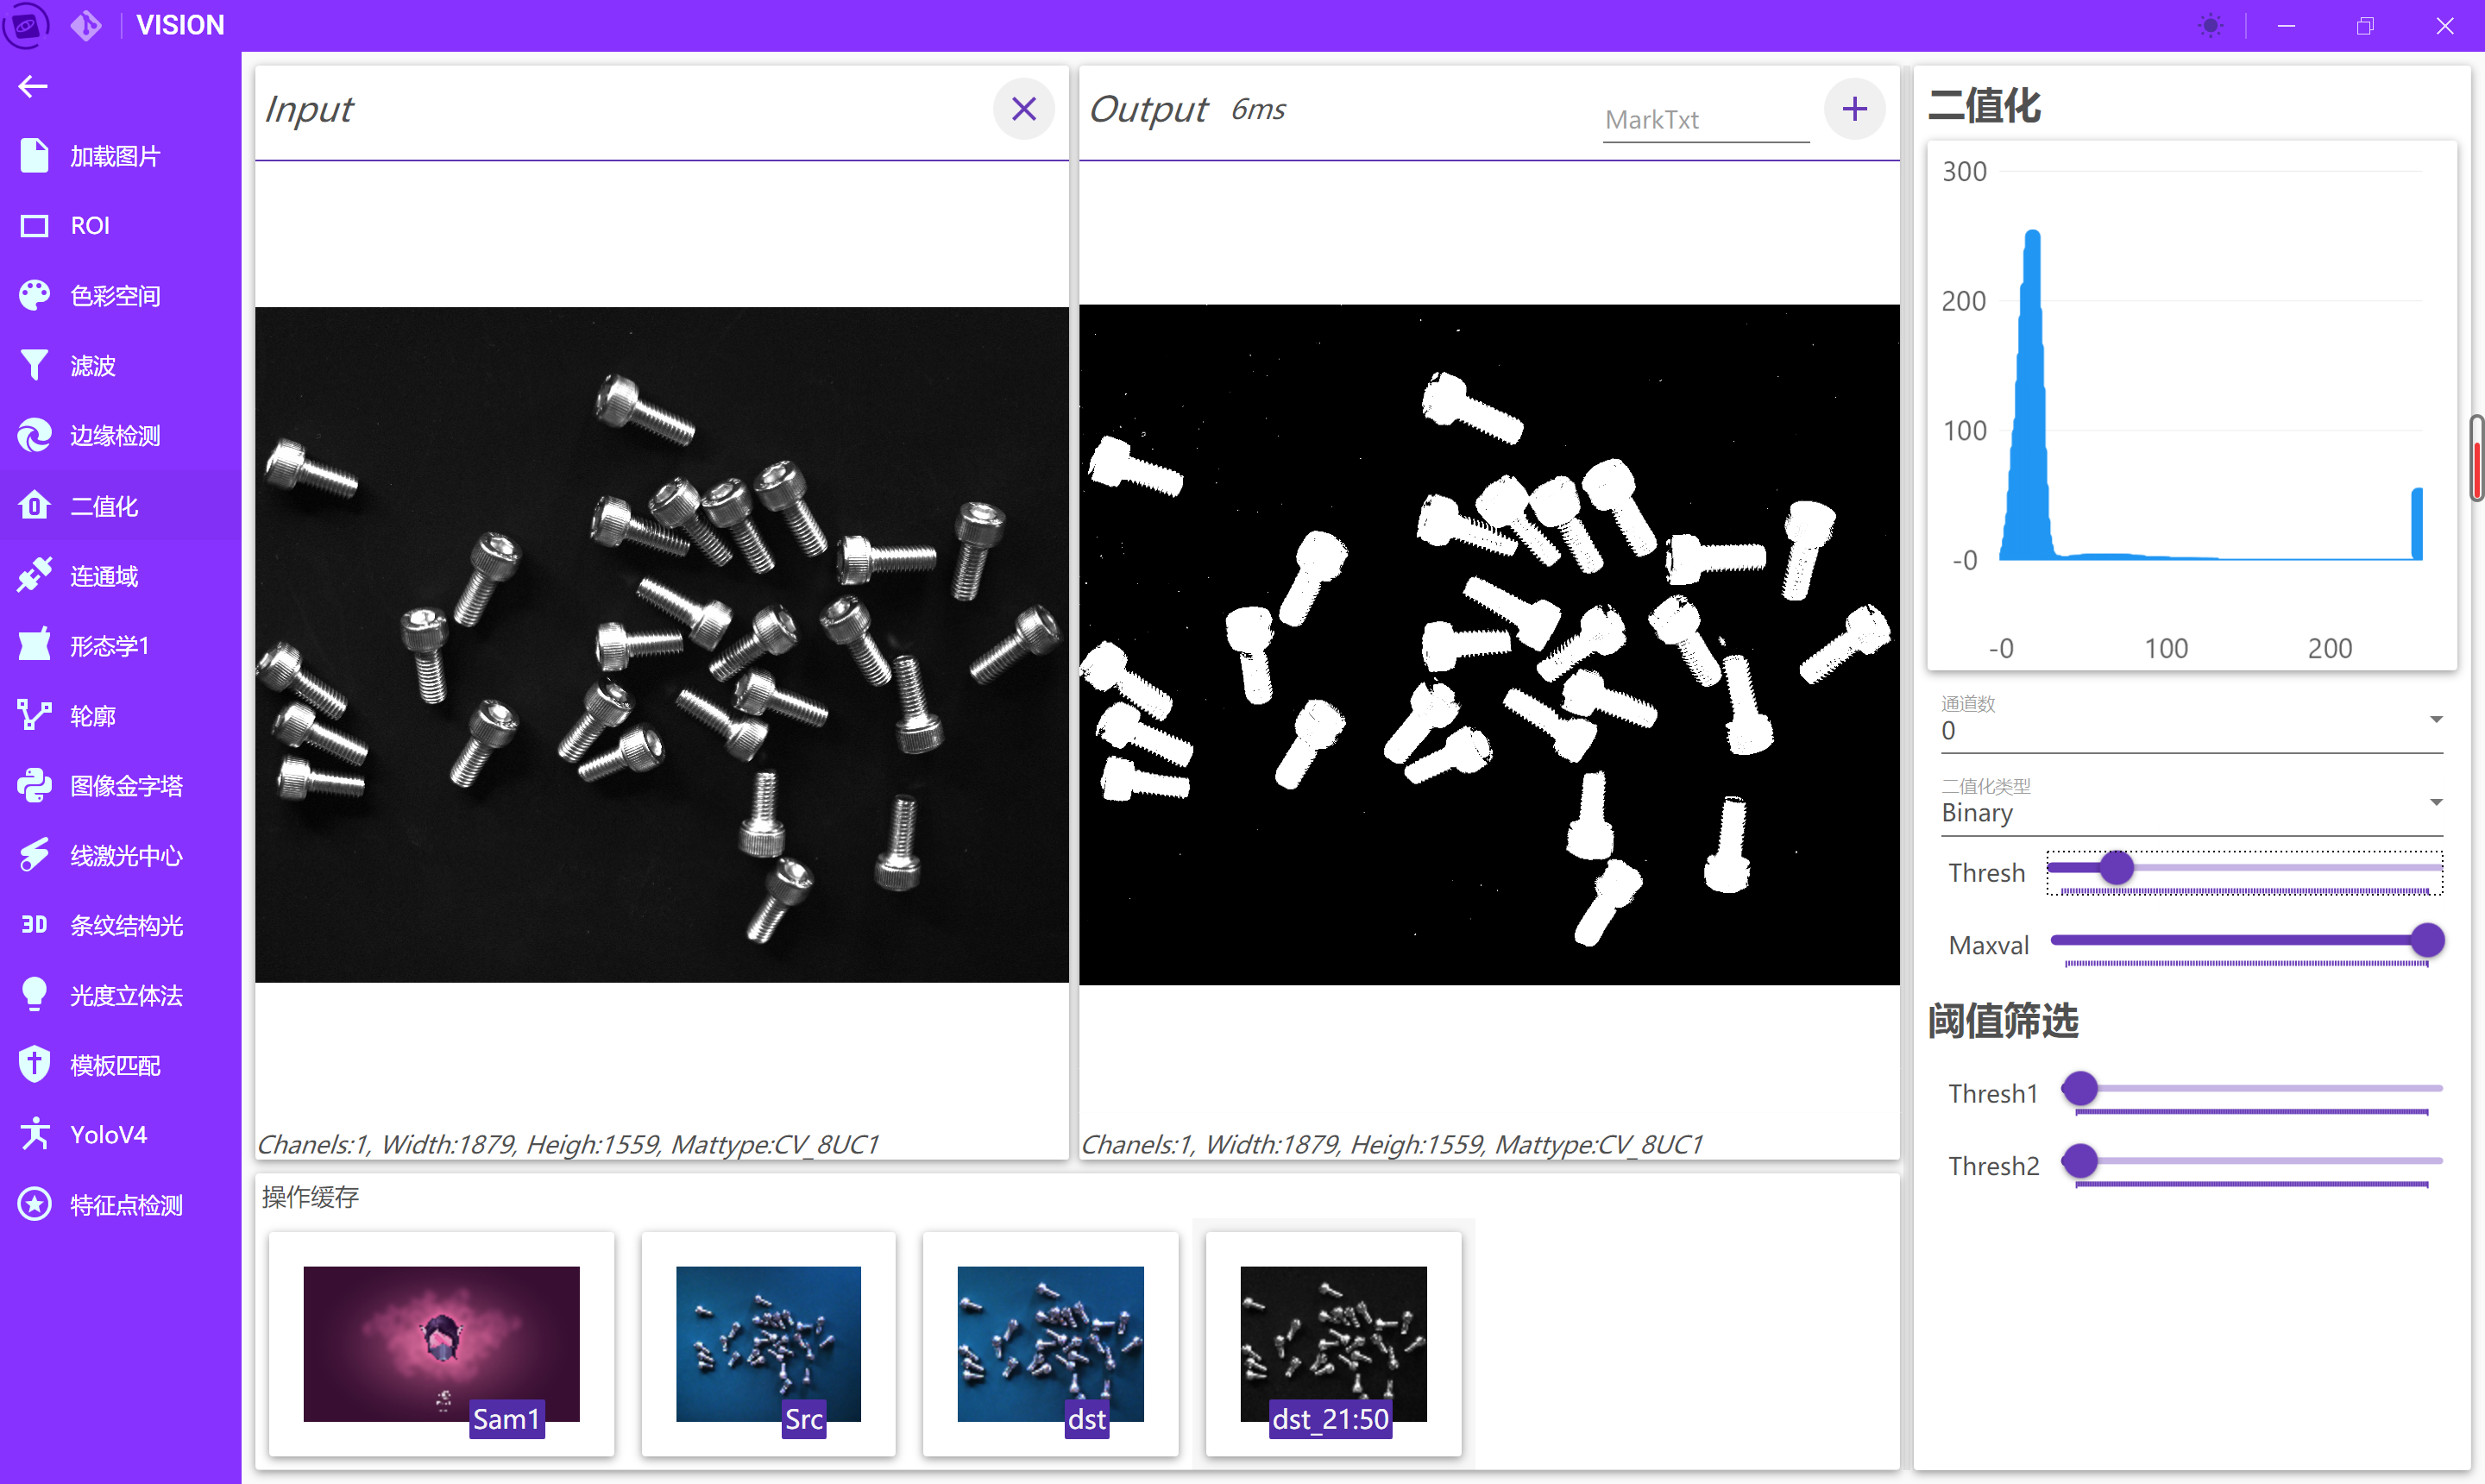 VISION
加载图片
ROI
色彩空间
滤波
边缘检测
二值化
连通域
形态学1
轮廓
图像金字塔
线激光中心
3D 条纹结构光
光度立体法
模板匹配
YoloV4
特征点检测
Input
Output 6ms
MarkTxt
Chanels:1, Width:1879, Heigh:1559, Mattype:CV_8UC1
Chanels:1, Width:1879, Heigh:1559, Mattype:CV_8UC1
操作缓存
Sam1
Src
dst
dst_21:50
二值化
300
200
100
-0
-0 100 200
通道数
0
二值化类型
Binary
Thresh
Maxval
阈值筛选
Thresh1
Thresh2